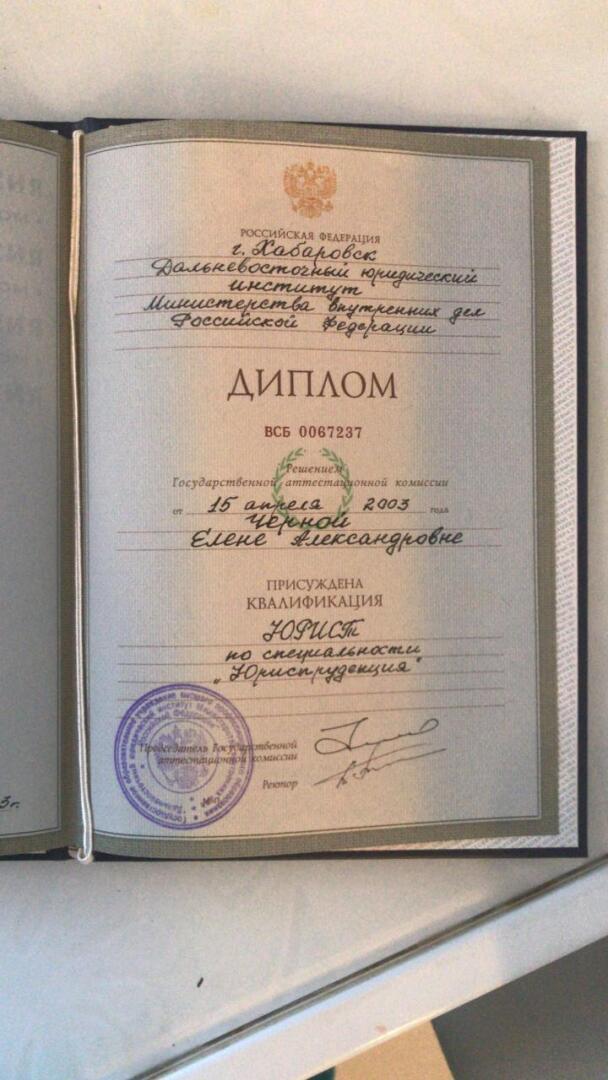 РОССИЙСКАЯ ФЕДЕРАЦИЯ
г. Хабаровск
Дальневосточный юридический
институт
Министерства внутренних дел
Российской Федерации
ДИПЛОМ
ВСБ 0067237
Решением
Государственной аттестационной комиссии
от 15 апреля 2003 года
Черной
Елене Александровне
ПРИСУЖДЕНА
КВАЛИФИКАЦИЯ
ЮРИСТ
по специальности
„Юриспруденция"
Председатель Государственной
аттестационной комиссии
Ректор